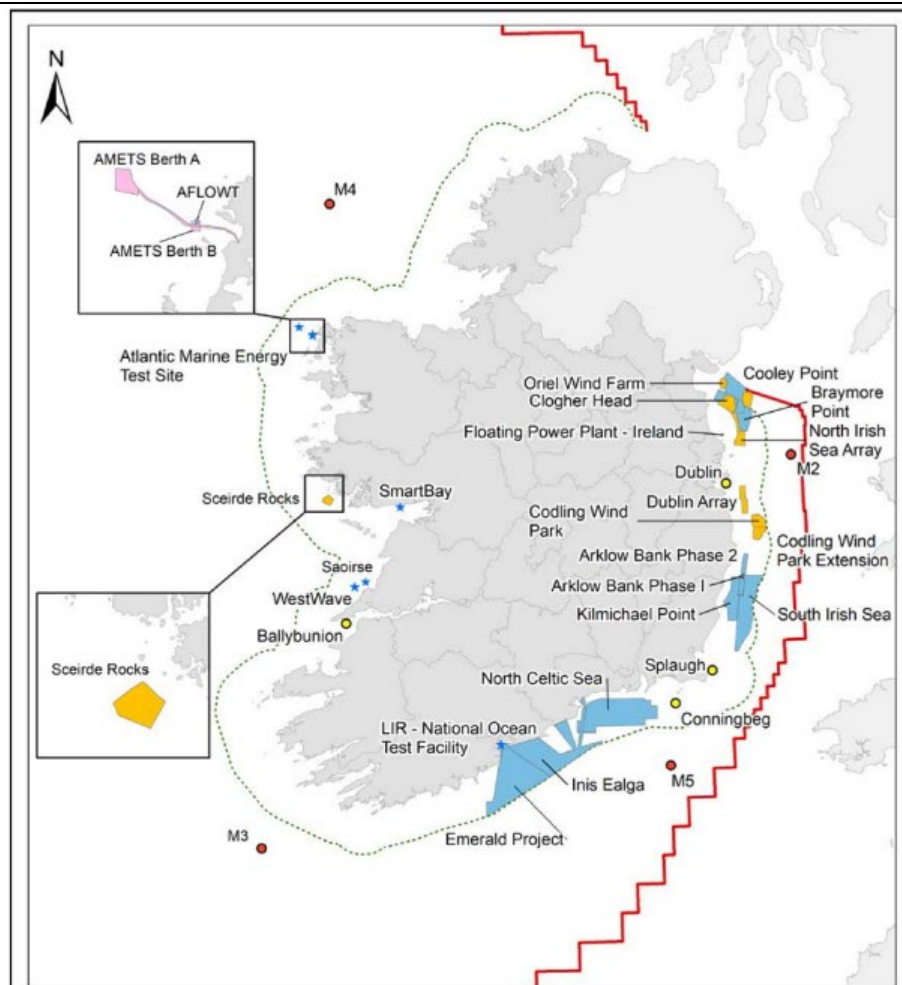 N
AMETS Berth A
AFLOWT
AMETS Berth B
M4
Atlantic Marine Energy
Test Site
Oriel Wind Farm
Clogher Head
Floating Power Plant - Ireland
Cooley Point
Braymore
Point
North Irish
Sea Array
M2
Dublin
Dublin Array
Codling Wind
Park
Codling Wind
Park Extension
Sceirde Rocks
SmartBay
Saoirse
WestWave
Ballybunion
Arklow Bank Phase 2
Arklow Bank Phase I
Kilmichael Point
South Irish Sea
Sceirde Rocks
Splaugh
North Celtic Sea
Conningbeg
LIR - National Ocean
Test Facility
Inis Ealga
M5
Emerald Project
M3